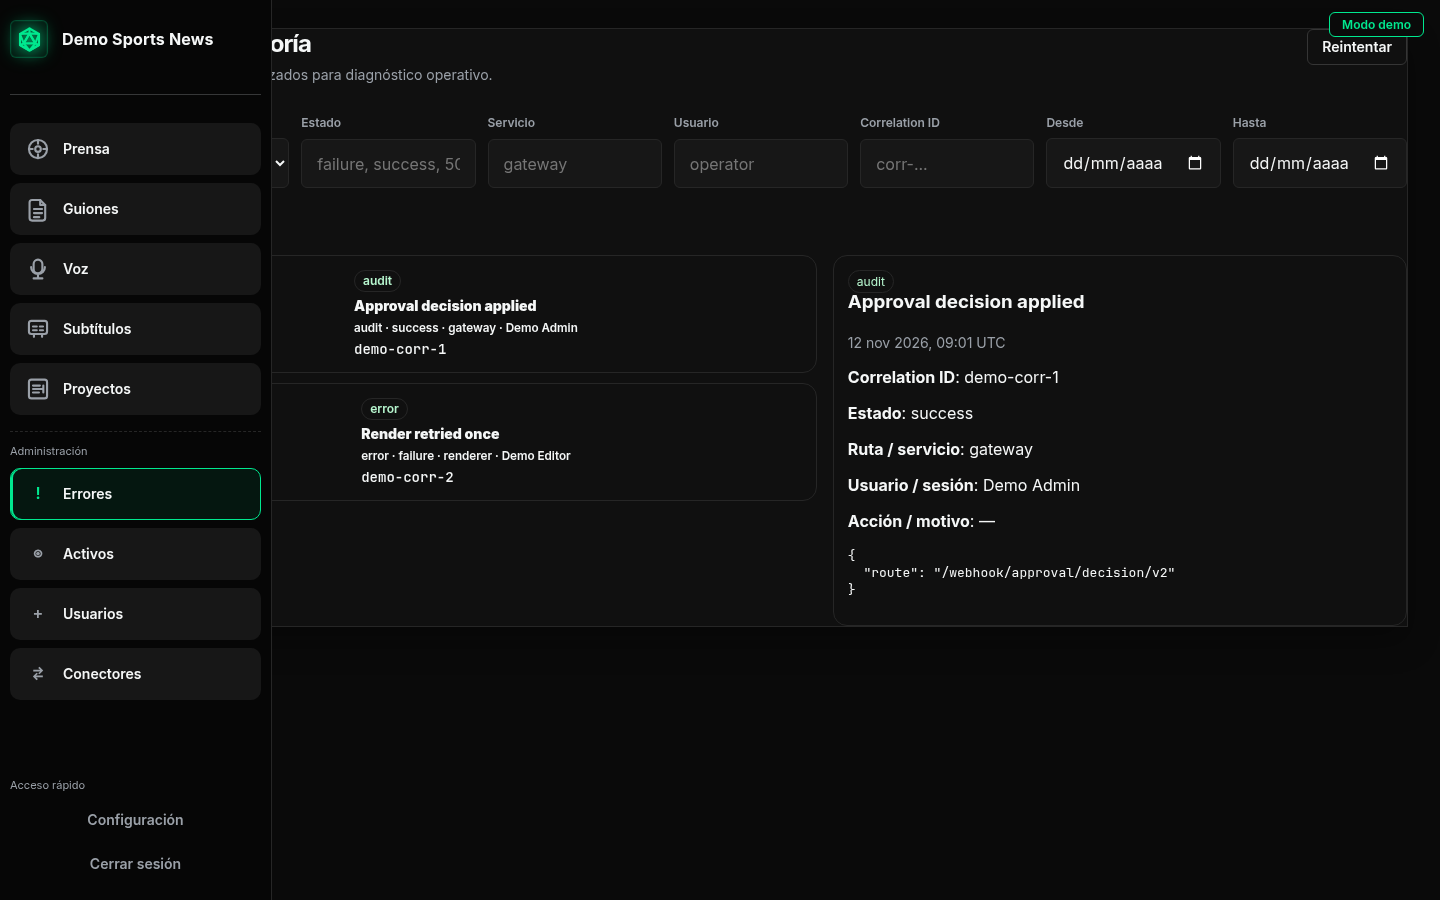 Demo Sports News
Prensa
Guiones
Voz
Subtítulos
Proyectos
Administración
! Errores
Activos
+ Usuarios
Conectores
Acceso rápido
Configuración
Cerrar sesión
Modo demo
oría
Reintentar
zados para diagnóstico operativo.
Estado
Servicio
Usuario
Correlation ID
Desde
Hasta
failure, success, 50
gateway
operator
corr-...
dd/mm/aaaa
dd/mm/aaaa
audit
Approval decision applied
audit · success · gateway · Demo Admin
demo-corr-1
error
Render retried once
error · failure · renderer · Demo Editor
demo-corr-2
audit
Approval decision applied
12 nov 2026, 09:01 UTC
Correlation ID: demo-corr-1
Estado: success
Ruta / servicio: gateway
Usuario / sesión: Demo Admin
Acción / motivo: —
{
"route": "/webhook/approval/decision/v2"
}